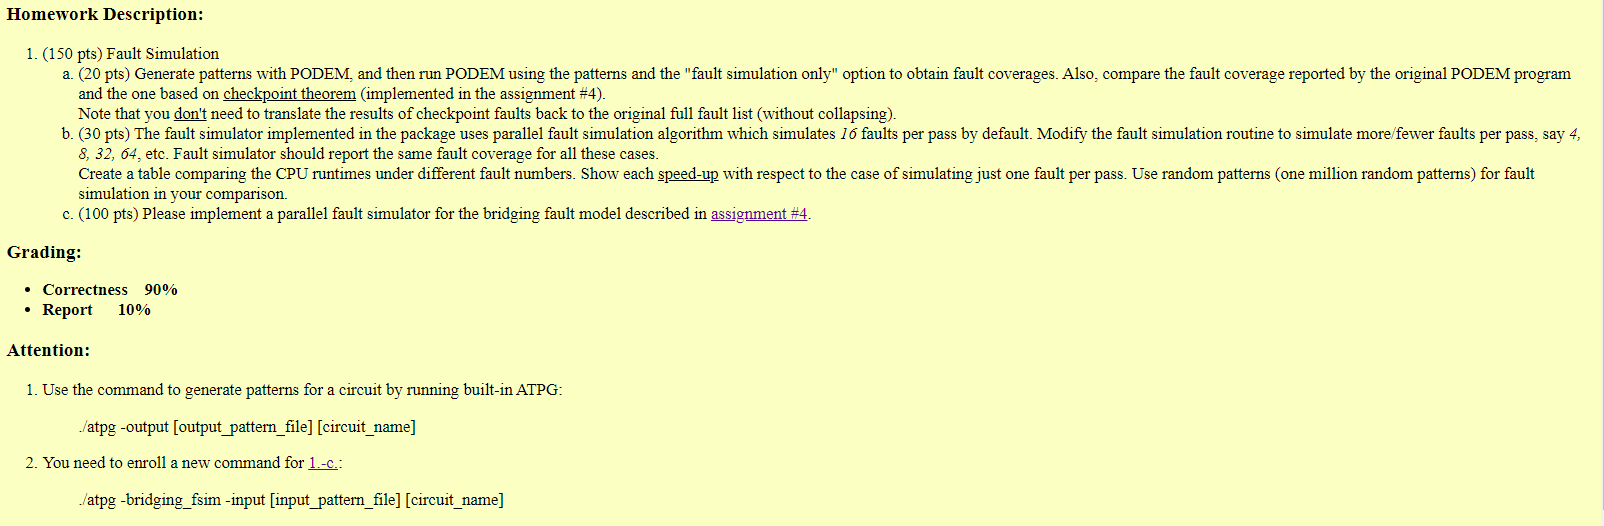 Homework Description:
1. (150 pts) Fault Simulation
a. (20 pts) Generate patterns with PODEM, and then run PODEM using the patterns and the "fault simulation only" option to obtain fault coverages. Also, compare the fault coverage reported by the original PODEM program
and the one based on checkpoint theorem (implemented in the assignment #4).
Note that you don't need to translate the results of checkpoint faults back to the original full fault list (without collapsing).
b. (30 pts) The fault simulator implemented in the package uses parallel fault simulation algorithm which simulates 16 faults per pass by default. Modify the fault simulation routine to simulate more/fewer faults per pass, say 4,
8, 32, 64, etc. Fault simulator should report the same fault coverage for all these cases.
Create a table comparing the CPU runtimes under different fault numbers. Show each speed-up with respect to the case of simulating just one fault per pass. Use random patterns (one million random patterns) for fault
simulation in your comparison.
c. (100 pts) Please implement a parallel fault simulator for the bridging fault model described in assignment #4.
Grading:
• Correctness 90%
• Report 10%
Attention:
1. Use the command to generate patterns for a circuit by running built-in ATPG:
./atpg -output [output_pattern_file] [circuit_name]
2. You need to enroll a new command for 1.-c.:
./atpg -bridging_fsim -input [input_pattern_file] [circuit_name]